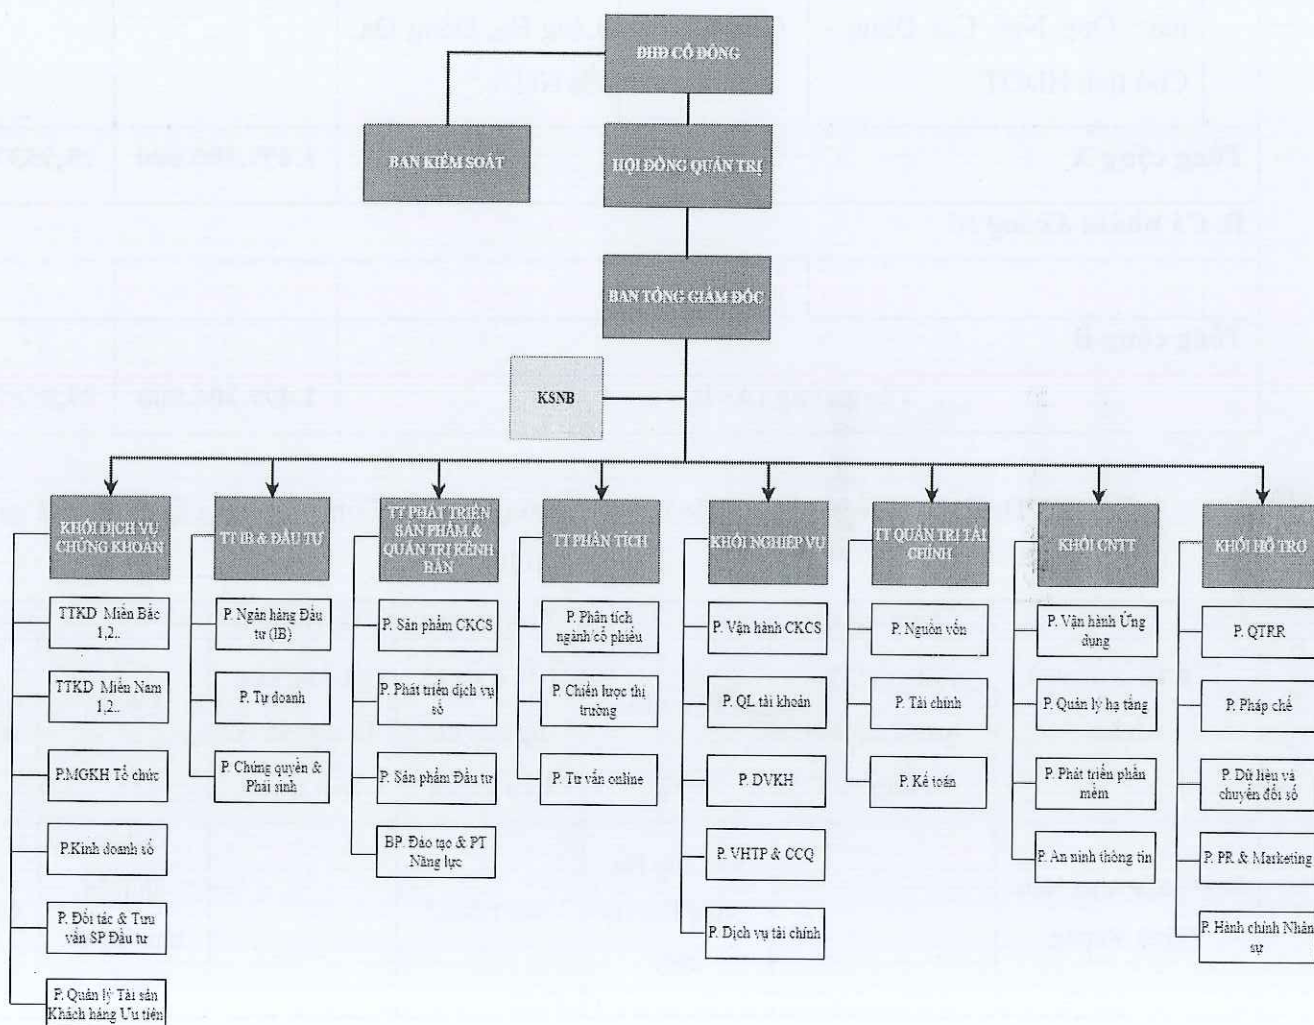 ĐHĐ CỔ ĐÔNG
BAN KIỂM SOÁT
HỘI ĐỒNG QUẢN TRỊ
BAN TỔNG GIÁM ĐỐC
KSNB
KHỐI DỊCH VỤ
CHỨNG KHOÁN
TTKD Miền Bắc
1,2..
TTKD Miền Nam
1,2..
P.MGKH Tổ chức
P.Kinh doanh số
P. Đối tác & Tưu
vấn SP Đầu tư
P. Quản lý Tài sản
Khách hàng Ưu tiên
TT IB & ĐẦU TƯ
P. Ngân hàng Đầu
tư (IB)
P. Tự doanh
P. Chứng quyền &
Phái sinh
TT PHÁT TRIỂN
SẢN PHẨM &
QUẢN TRỊ KÊNH
BÁN
P. Sản phẩm CKCS
P. Phát triển dịch vụ
số
P. Sản phẩm Đầu tư
BP. Đào tạo & PT
Năng lực
TT PHÂN TÍCH
P. Phân tích
ngành/cổ phiếu
P. Chiến lược thị
trường
P. Tư vấn online
KHỐI NGHIỆP VỤ
P. Vận hành CKCS
P. QL tài khoản
P. DVKH
P. VHTP & CCQ
P. Dịch vụ tài chính
TT QUẢN TRỊ TÀI
CHÍNH
P. Nguồn vốn
P. Tài chính
P. Kế toán
KHỐI CNTT
P. Vận hành Ứng
dụng
P. Quản lý hạ tầng
P. Phát triển phần
mềm
P. An ninh thông tin
KHỐI HỖ TRỢ
P. QTRR
P. Pháp chế
P. Dữ liệu và
chuyển đổi số
P. PR & Marketing
P. Hành chính Nhân
sự